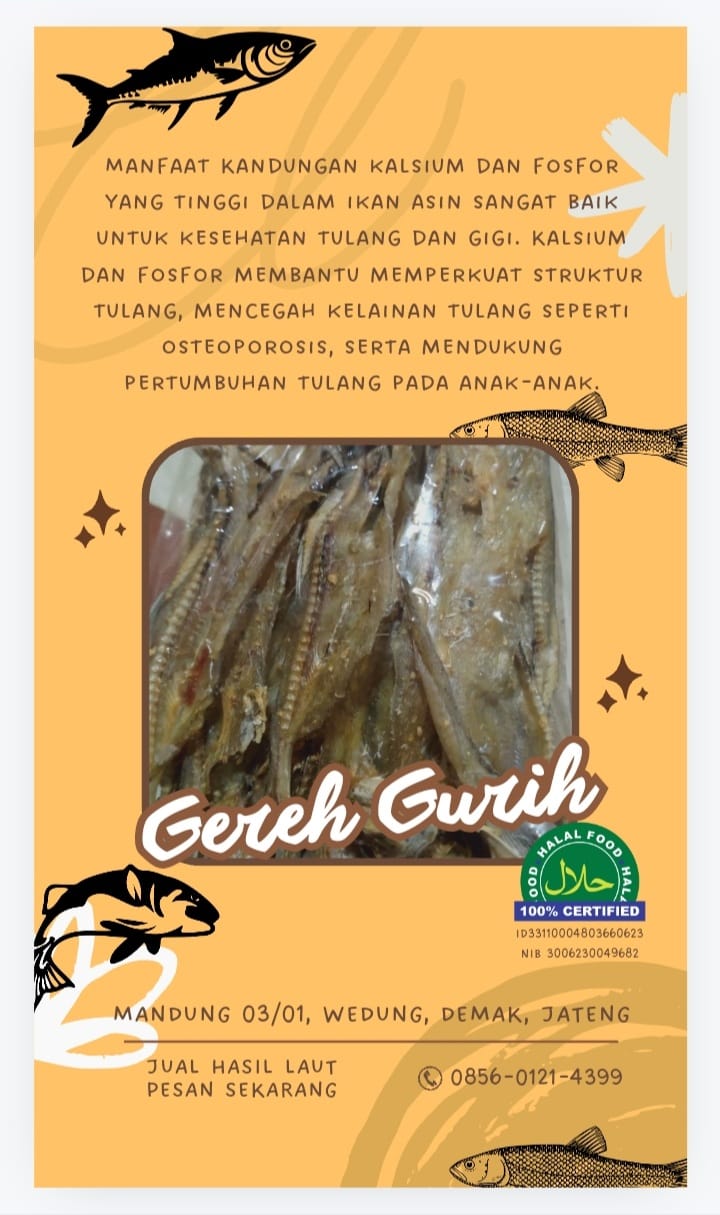 MANFAAT KANDUNGAN KALSIUM DAN FOSFOR
YANG TINGGI DALAM IKAN ASIN SANGAT BAIK
UNTUK KESEHATAN TULANG DAN GIGI. KALSIUM
DAN FOSFOR MEMBANTU MEMPERKUAT STRUKTUR
TULANG, MENCEGAH KELAINAN TULANG SEPERTI
OSTEOPOROSIS, SERTA MENDUKUNG
PERTUMBUHAN TULANG PADA ANAK-ANAK.
Gereh Gurih
OOD HALAL FOOD HALA
حلال
100% CERTIFIED
ID33110004803660623
NIB 3006230049682
MANDUNG 03/01, WEDUNG, DEMAK, JATENG
JUAL HASIL LAUT
PESAN SEKARANG
0856-0121-4399